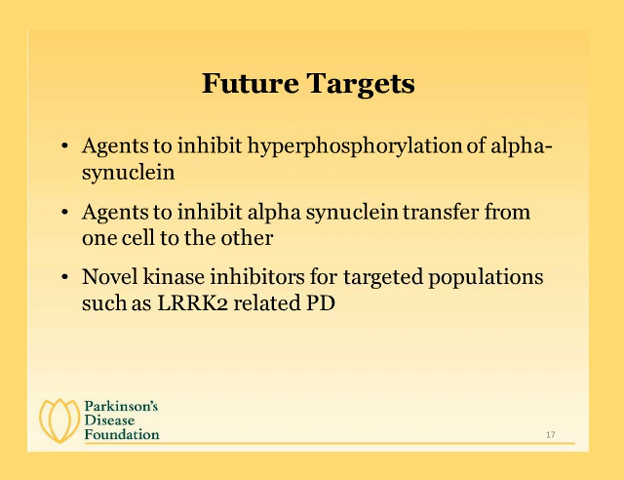 Future Targets
• Agents to inhibit hyperphosphorylation of alpha-
synuclein
• Agents to inhibit alpha synuclein transfer from
one cell to the other
• Novel kinase inhibitors for targeted populations
such as LRRK2 related PD
Parkinson's
Disease
Foundation
17